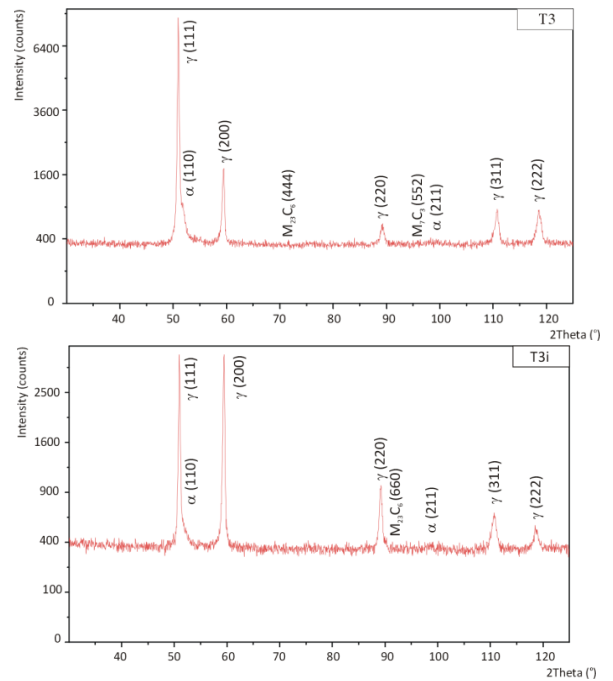 T3
Intensity (counts)
6400
3600
1600
400
0
γ (111)
α (110)
γ (200)
M₂₃C₆ (444)
γ (220)
M₇C₃ (552)
α (211)
γ (311)
γ (222)
40 50 60 70 80 90 100 110 120
2Theta (°)
T3i
Intensity (counts)
2500
1600
900
400
100
0
γ (111)
α (110)
γ (200)
γ (220)
M₂₃C₆ (660)
α (211)
γ (311)
γ (222)
40 50 60 70 80 90 100 110 120
2Theta (°)